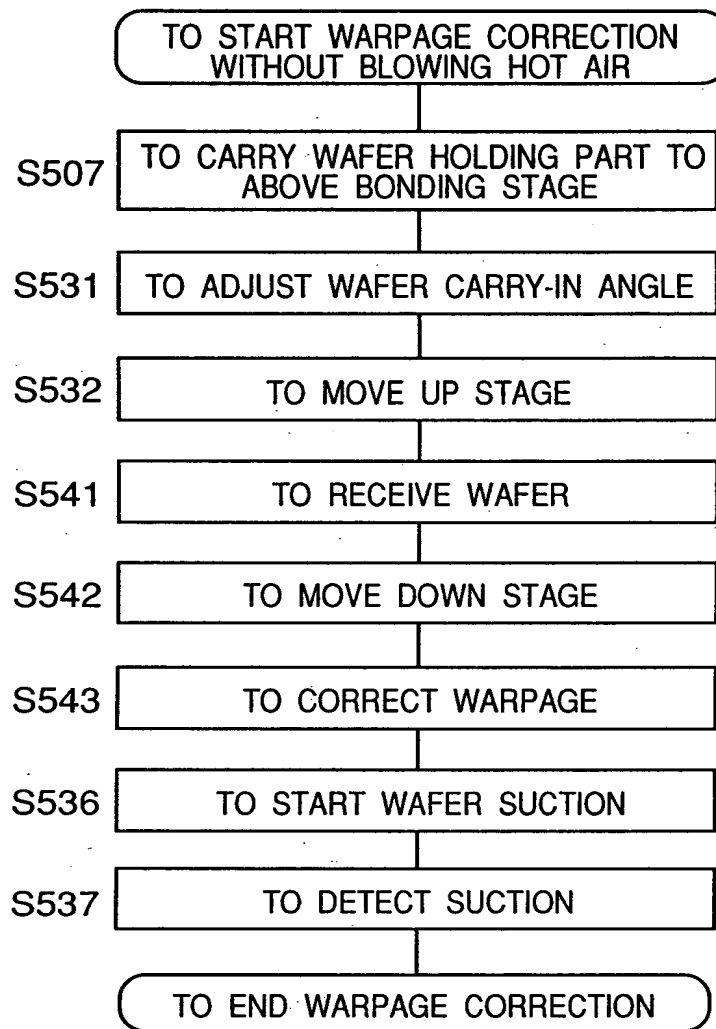 TO START WARPAGE CORRECTION
WITHOUT BLOWING HOT AIR
S507
TO CARRY WAFER HOLDING PART TO
ABOVE BONDING STAGE
S531
TO ADJUST WAFER CARRY-IN ANGLE
S532
TO MOVE UP STAGE
S541
TO RECEIVE WAFER
S542
TO MOVE DOWN STAGE
S543
TO CORRECT WARPAGE
S536
TO START WAFER SUCTION
S537
TO DETECT SUCTION
TO END WARPAGE CORRECTION